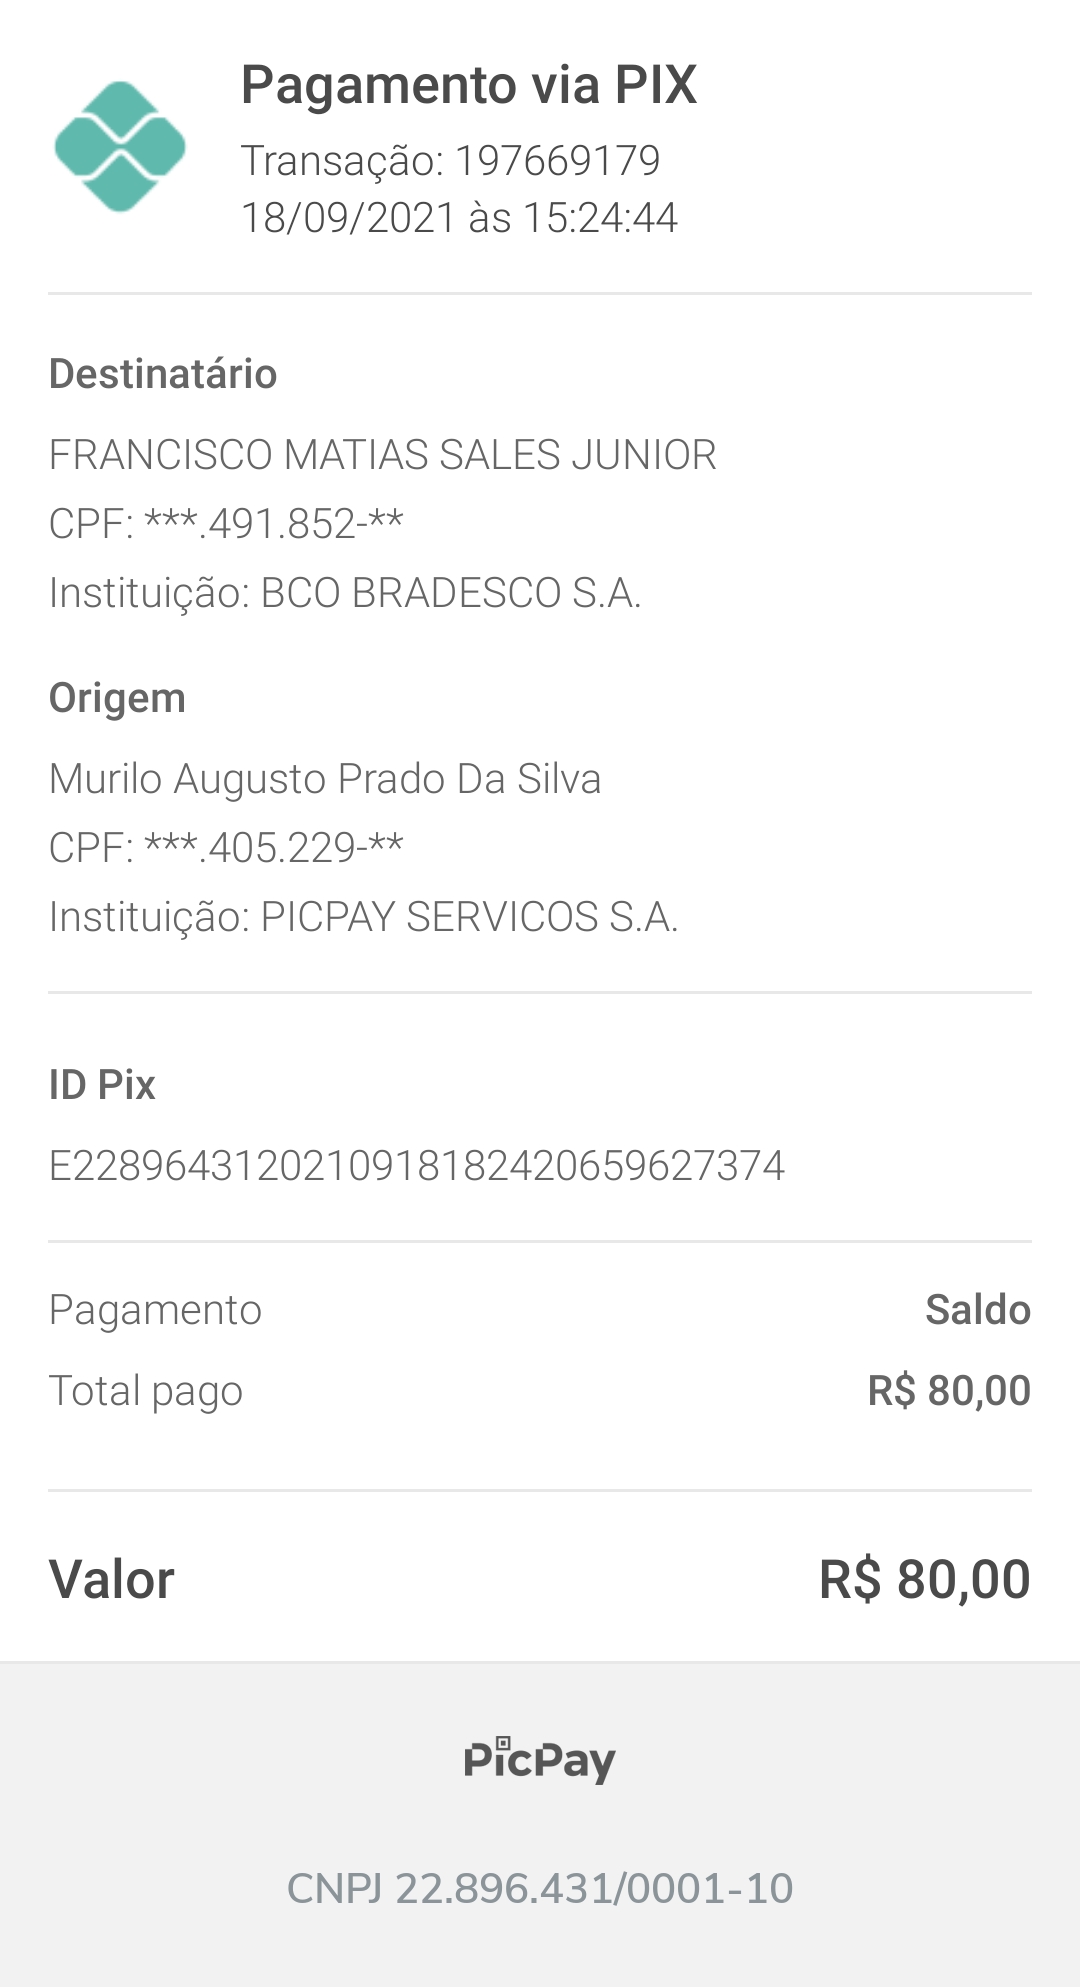 Pagamento via PIX
Transação: 197669179
18/09/2021 às 15:24:44
Destinatário
FRANCISCO MATIAS SALES JUNIOR
CPF: ***.491.852-**
Instituição: BCO BRADESCO S.A.
Origem
Murilo Augusto Prado Da Silva
CPF: ***.405.229-**
Instituição: PICPAY SERVICOS S.A.
ID Pix
E2289643120210918182420659627374
Pagamento Saldo
Total pago R$ 80,00
Valor R$ 80,00
PicPay
CNPJ 22.896.431/0001-10